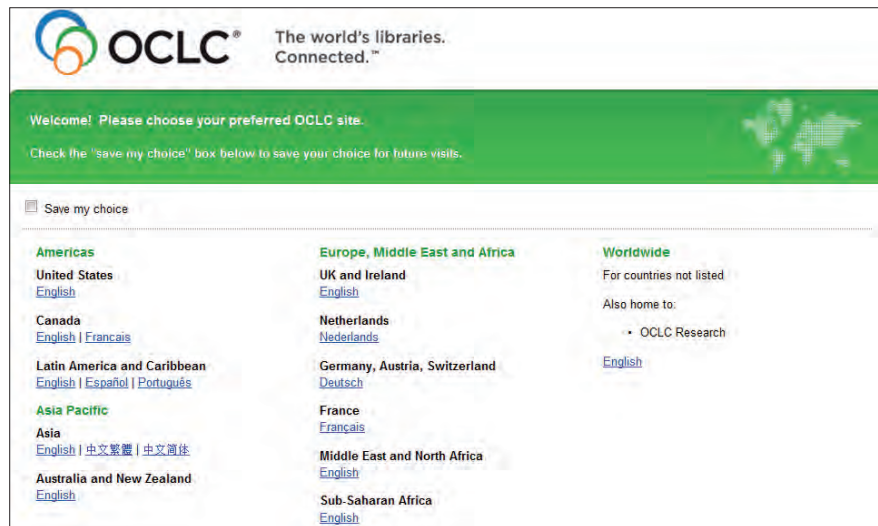 OCLC®
The world's libraries.
Connected.™
Welcome! Please choose your preferred OCLC site.
Check the "save my choice" box below to save your choice for future visits.
Save my choice
Americas
United States
English
Canada
English | Francais
Latin America and Caribbean
English | Español | Português
Asia Pacific
Asia
English | 中文繁體 | 中文简体
Australia and New Zealand
English
Europe, Middle East and Africa
UK and Ireland
English
Netherlands
Nederlands
Germany, Austria, Switzerland
Deutsch
France
Français
Middle East and North Africa
English
Sub-Saharan Africa
English
Worldwide
For countries not listed
Also home to:
• OCLC Research
English